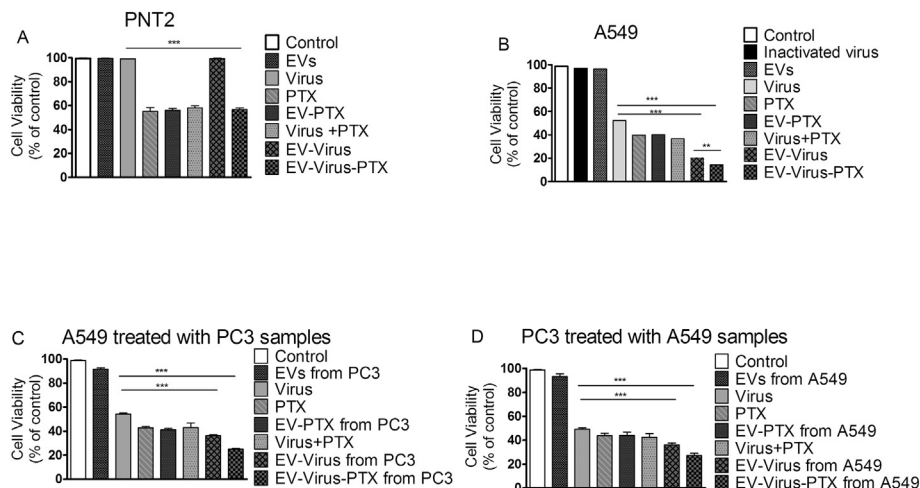 PNT2
A
***
100
80
60
40
20
0
Cell Viability
(% of control)
Control
EVs
Virus
PTX
EV-PTX
Virus +PTX
EV-Virus
EV-Virus-PTX
A549
B
***
***
**
100
80
60
40
20
0
Cell Viability
(% of control)
Control
Inactivated virus
EVs
Virus
PTX
EV-PTX
Virus+PTX
EV-Virus
EV-Virus-PTX
C
A549 treated with PC3 samples
***
***
100
80
60
40
20
0
Cell Viability
(% of control)
Control
EVs from PC3
Virus
PTX
EV-PTX from PC3
Virus+PTX
EV-Virus from PC3
EV-Virus-PTX from PC3
D
PC3 treated with A549 samples
***
***
100
80
60
40
20
Cell Viability
(% of control)
Control
EVs from A549
Virus
PTX
EV-PTX from A549
Virus+PTX
EV-Virus from A549
EV-Virus-PTX from A549